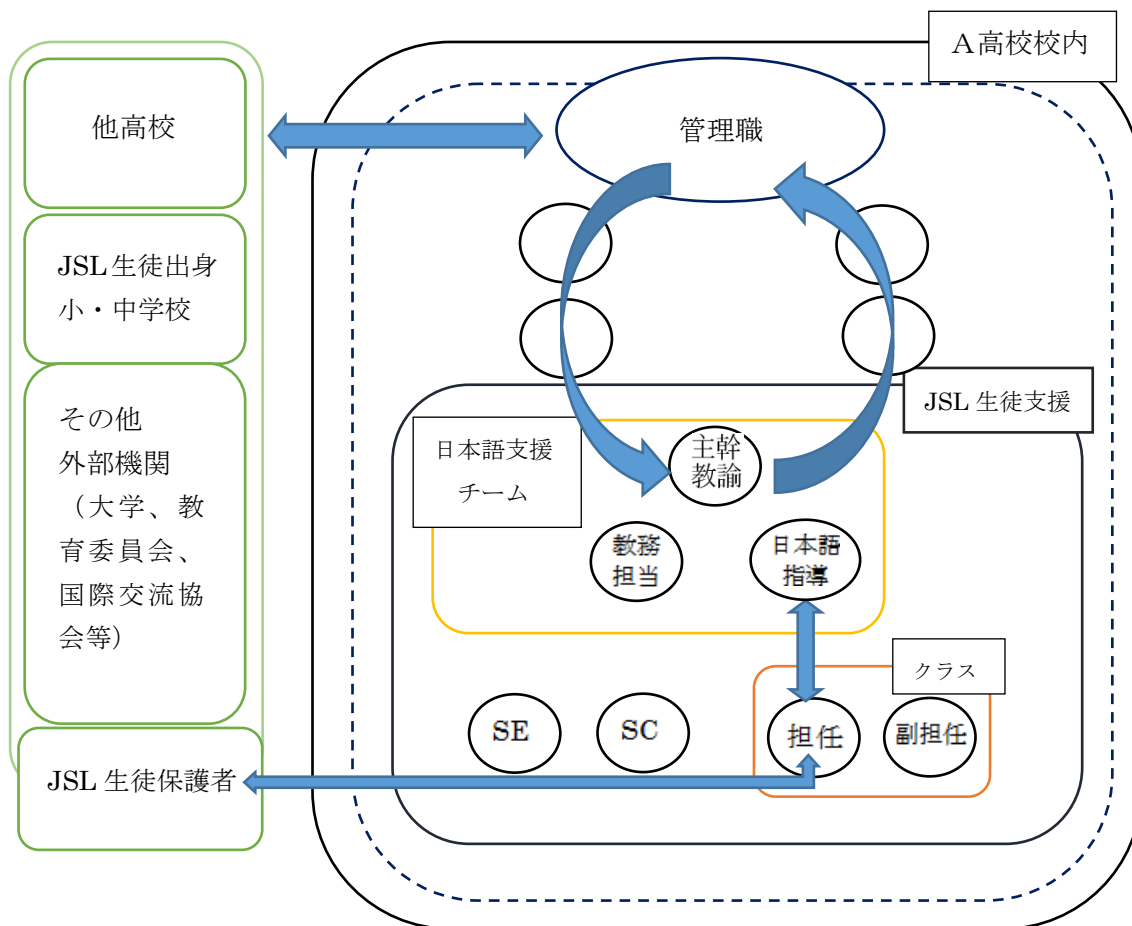 A高校校内
他高校
管理職
JSL生徒出身
小・中学校
その他
外部機関
（大学、教
育委員会、
国際交流協
会等）
JSL生徒保護者
JSL生徒支援
日本語支援
チーム
主幹
教諭
教務
担当
日本語
指導
クラス
SE
SC
担任
副担任